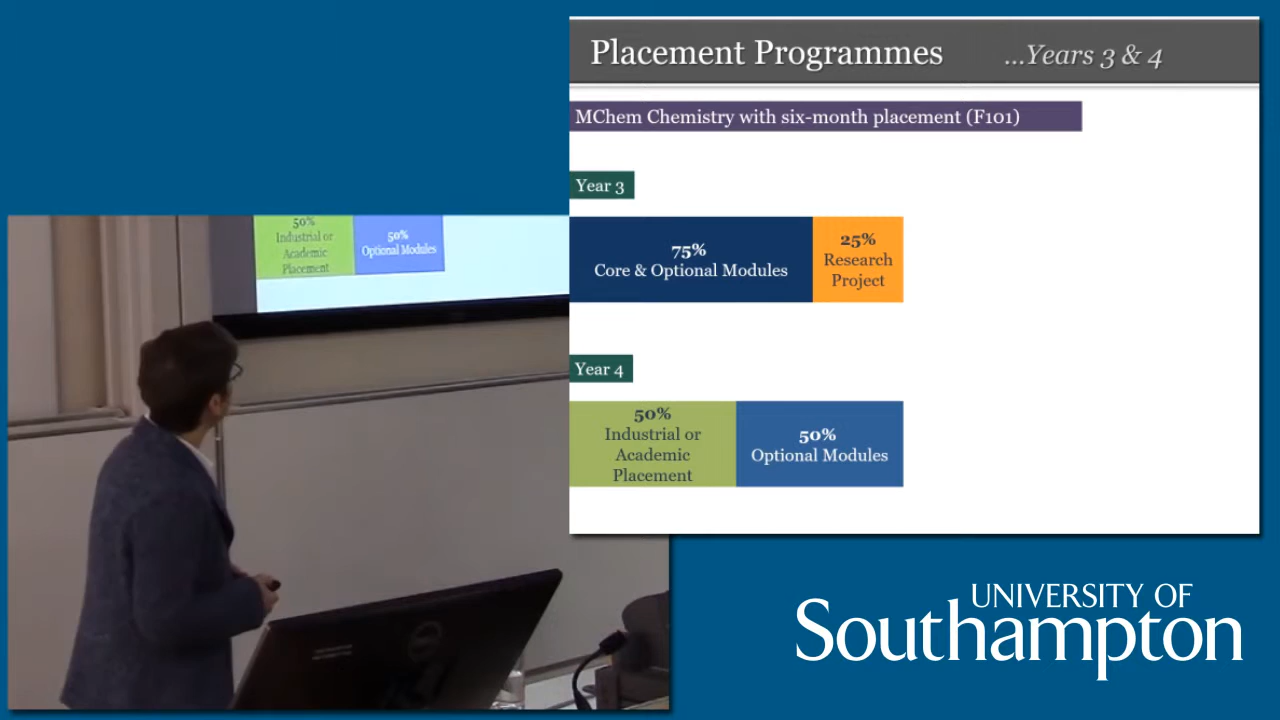 Placement Programmes ...Years 3 & 4
MChem Chemistry with six-month placement (F101)
Year 3
75%
Core & Optional Modules
25%
Research
Project
Year 4
50%
Industrial or
Academic
Placement
50%
Optional Modules
50%
Industrial or
Academic
Placement
50%
Optional Modules
DELL
UNIVERSITY OF
Southampton